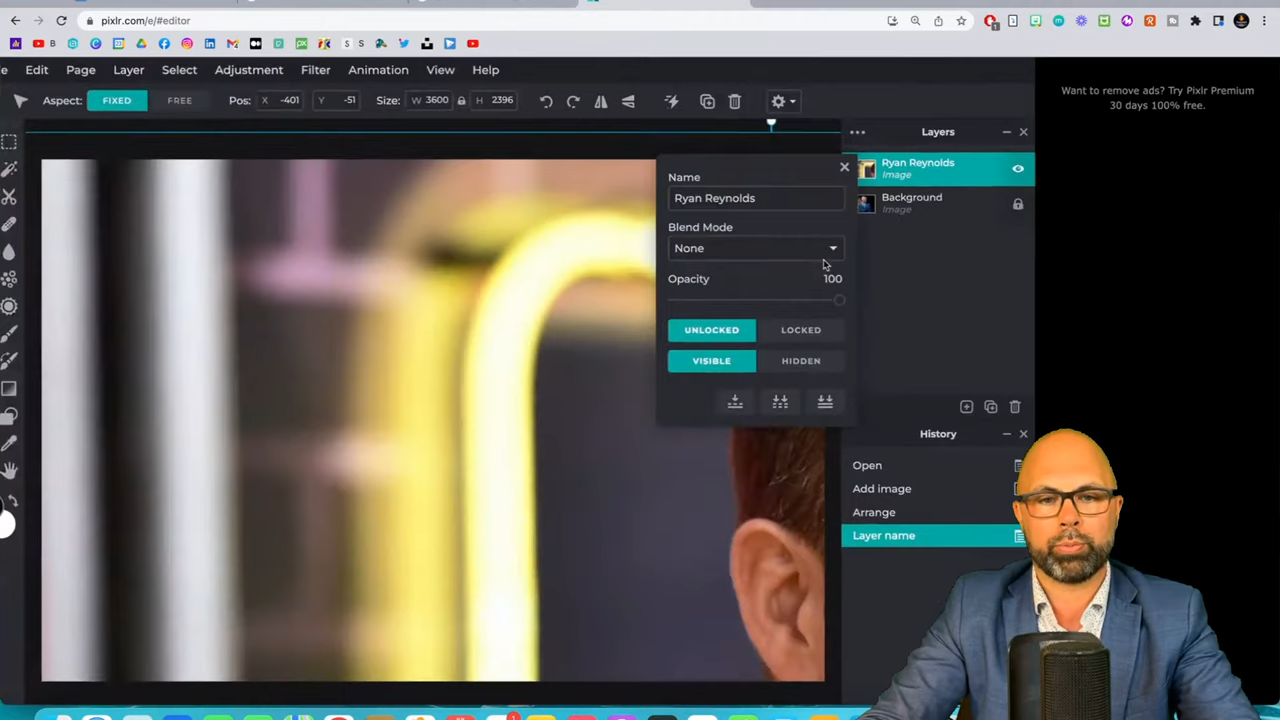 pixlr.com/e/#editor
B
S
e Edit Page Layer Select Adjustment Filter Animation View Help
Aspect: FIXED FREE Pos: X -401 Y -51 Size: W 3600 H 2396
Want to remove ads? Try Pixlr Premium
30 days 100% free.
Layers
Ryan Reynolds
Image
Background
Image
Name
Ryan Reynolds
Blend Mode
None
Opacity 100
UNLOCKED LOCKED
VISIBLE HIDDEN
History
Open
Add image
Arrange
Layer name